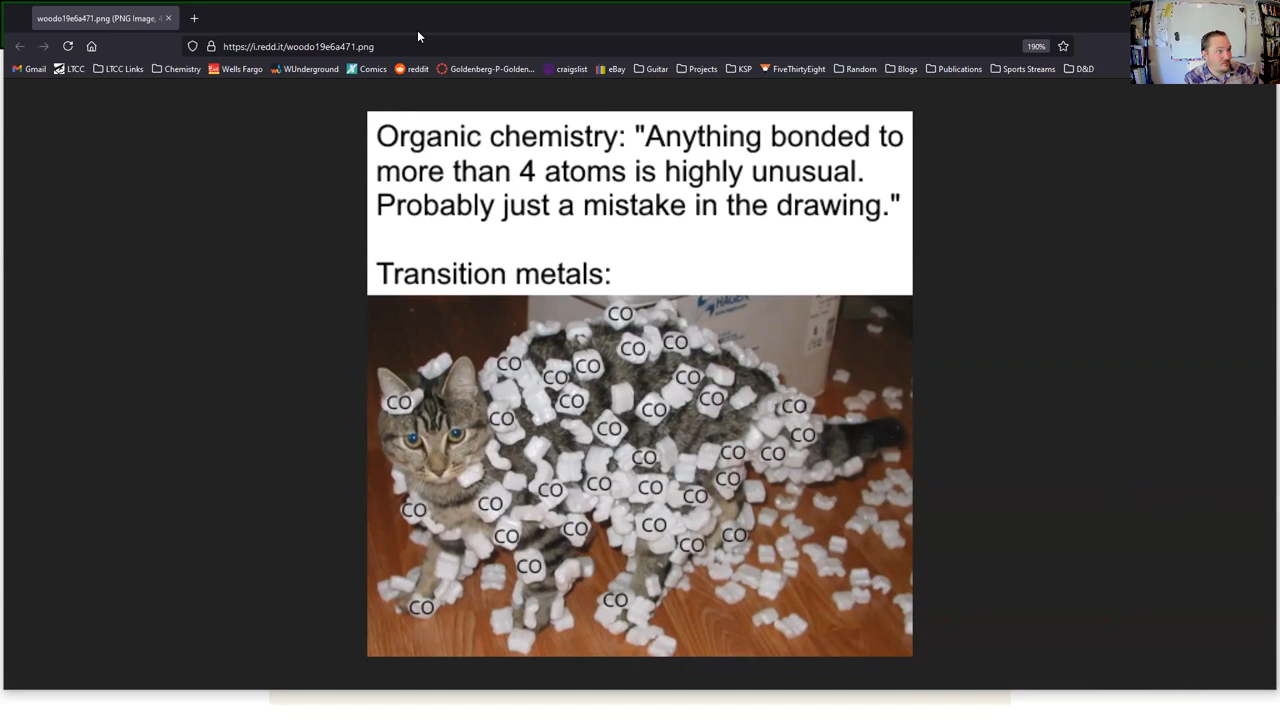 woodo19e6a471.png (PNG Image,
https://i.redd.it/woodo19e6a471.png
190%
Gmail LTCC LTCC Links Chemistry Wells Fargo WUnderground Comics reddit Goldenberg-P-Golden... craigslist eBay Guitar Projects KSP FiveThirtyEight Random Blogs Publications Sports Streams D&D
Organic chemistry: "Anything bonded to
more than 4 atoms is highly unusual.
Probably just a mistake in the drawing."
Transition metals:
HAGEN
CO
CO CO
CO CO CO CO
CO CO CO CO CO
CO CO CO
CO CO CO
CO CO CO
CO CO CO CO
CO CO CO
CO CO CO CO
CO CO
CO
CO CO